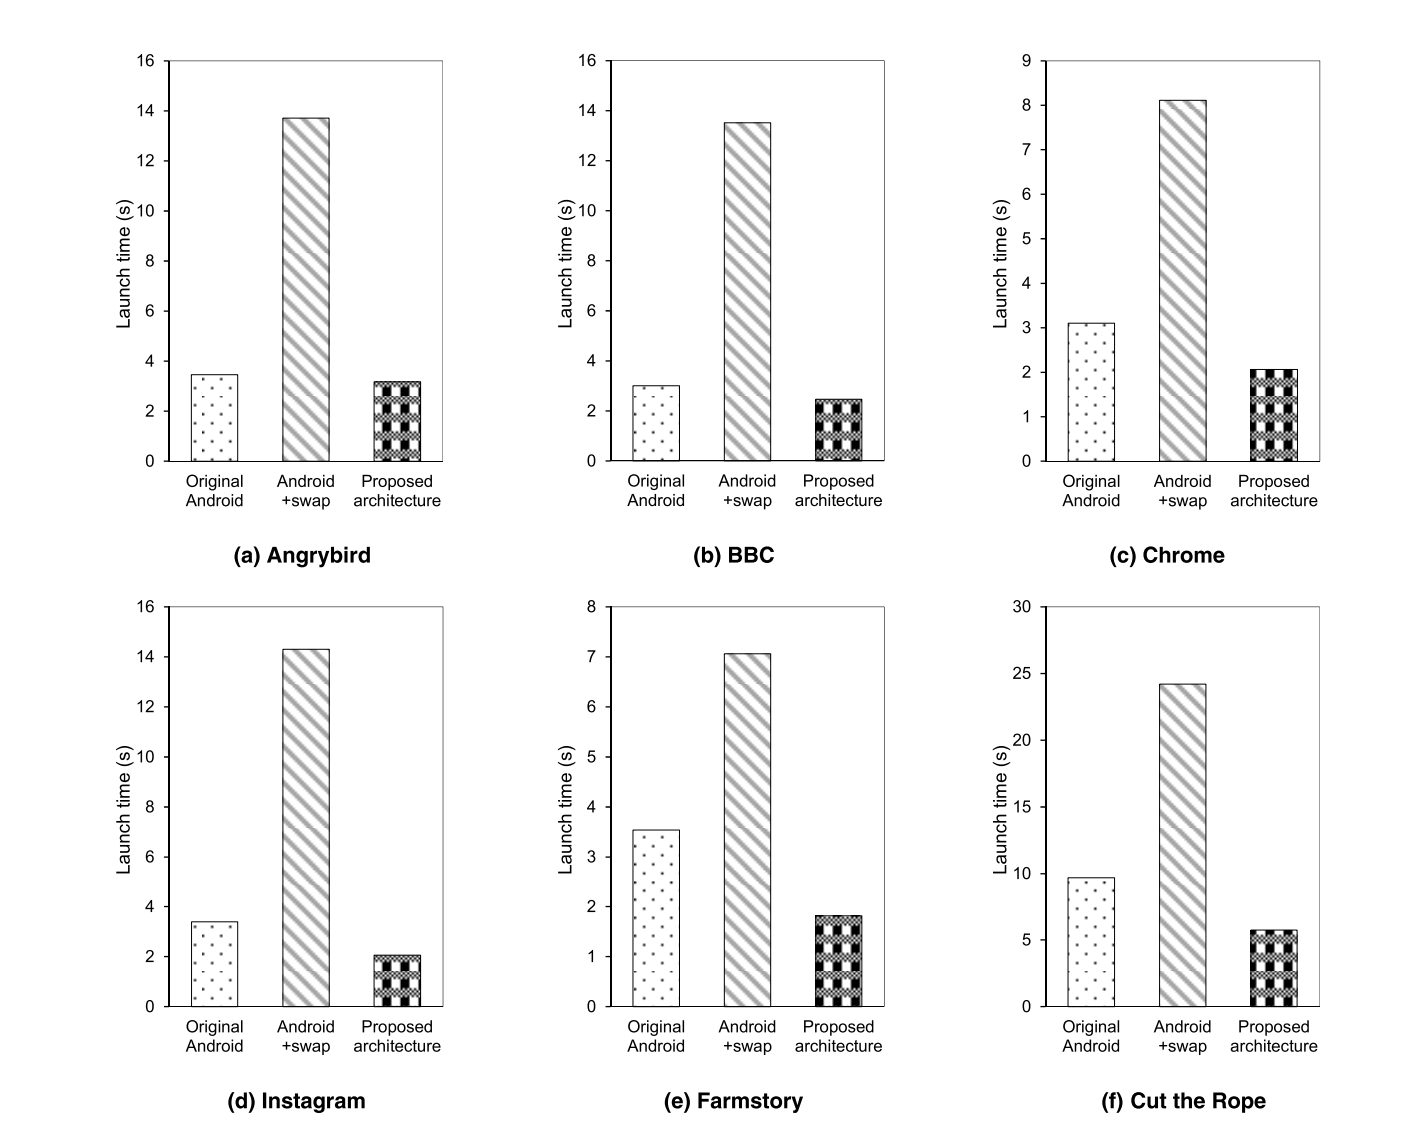 16
14
12
10
8
6
4
2
0
Launch time (s)
Original Android
Android +swap
Proposed architecture
(a) Angrybird
16
14
12
10
8
6
4
2
0
Launch time (s)
Original Android
Android +swap
Proposed architecture
(b) BBC
9
8
7
6
5
4
3
2
1
0
Launch time (s)
Original Android
Android +swap
Proposed architecture
(c) Chrome
16
14
12
10
8
6
4
2
0
Launch time (s)
Original Android
Android +swap
Proposed architecture
(d) Instagram
8
7
6
5
4
3
2
1
0
Launch time (s)
Original Android
Android +swap
Proposed architecture
(e) Farmstory
30
25
20
15
10
5
0
Launch time (s)
Original Android
Android +swap
Proposed architecture
(f) Cut the Rope